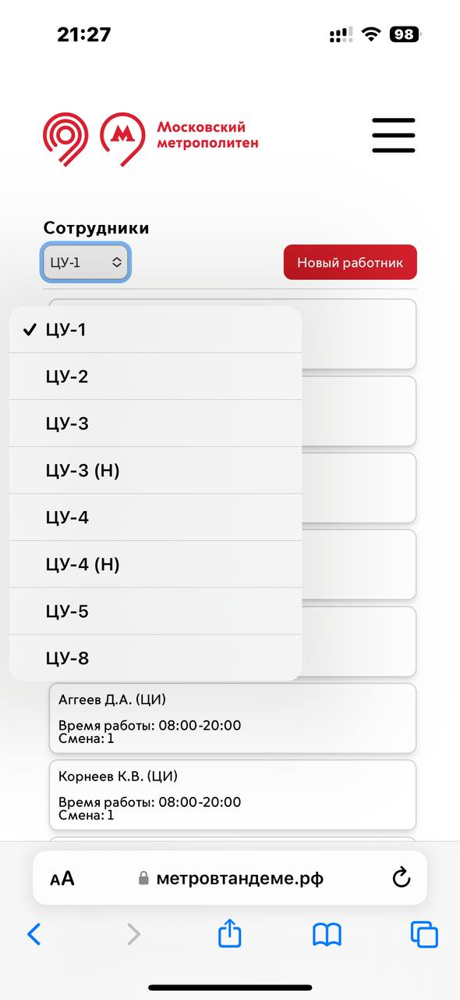 21:27
98
Московский
метрополитен
Сотрудники
ЦУ-1
Новый работник
ЦУ-1
ЦУ-2
ЦУ-3
ЦУ-3 (Н)
ЦУ-4
ЦУ-4 (Н)
ЦУ-5
ЦУ-8
Аггеев Д.А. (ЦИ)
Время работы: 08:00-20:00
Смена: 1
Корнеев К.В. (ЦИ)
Время работы: 08:00-20:00
Смена: 1
AA
метровтандеме.рф